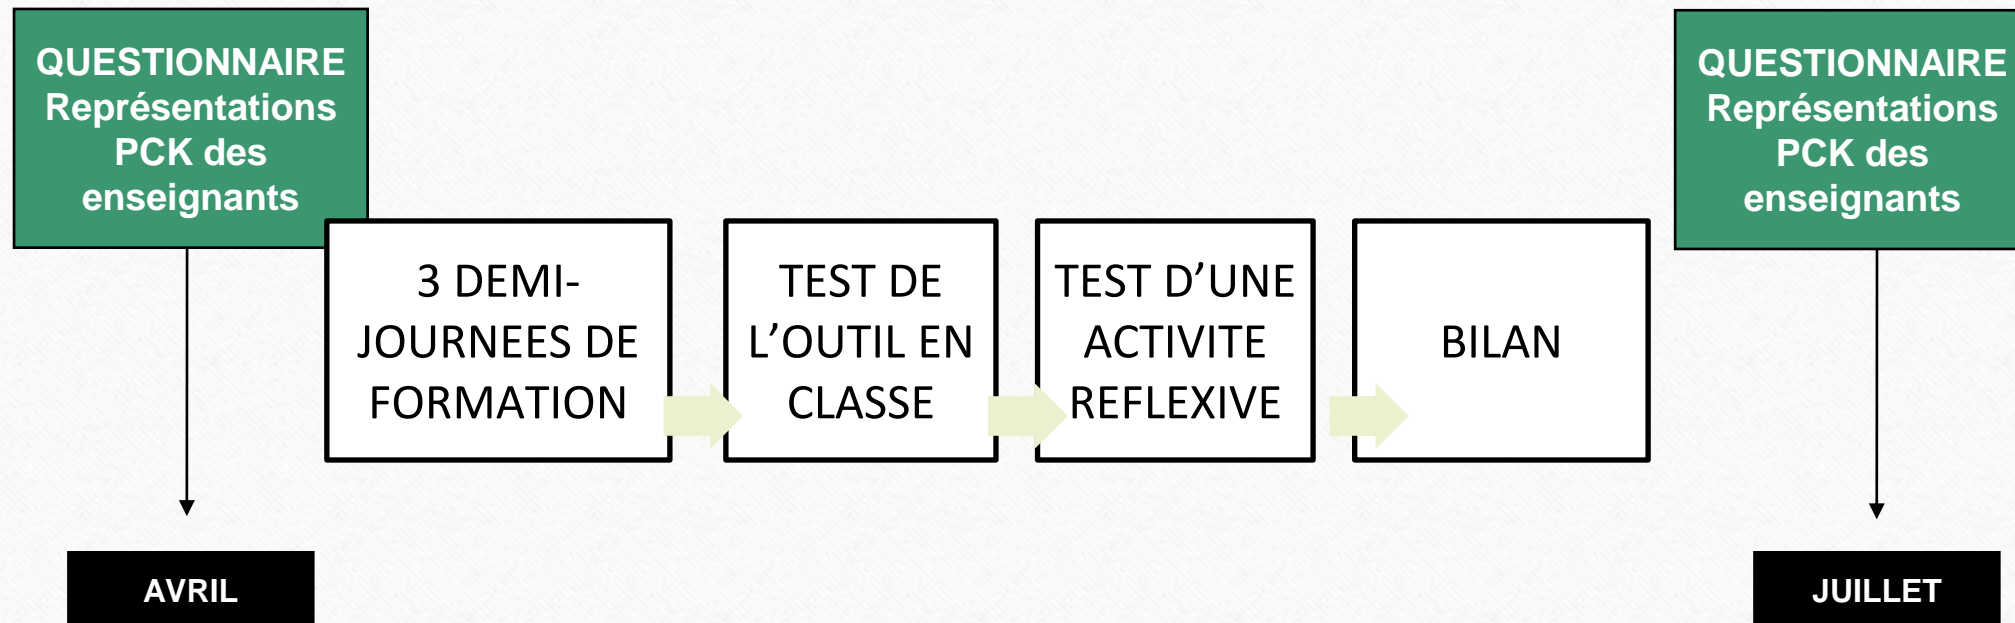 QUESTIONNAIRE
Représentations
PCK des
enseignants
3 DEMI-
JOURNEES DE
FORMATION
TEST DE
L’OUTIL EN
CLASSE
TEST D’UNE
ACTIVITE
REFLEXIVE
BILAN
QUESTIONNAIRE
Représentations
PCK des
enseignants
AVRIL
JUILLET